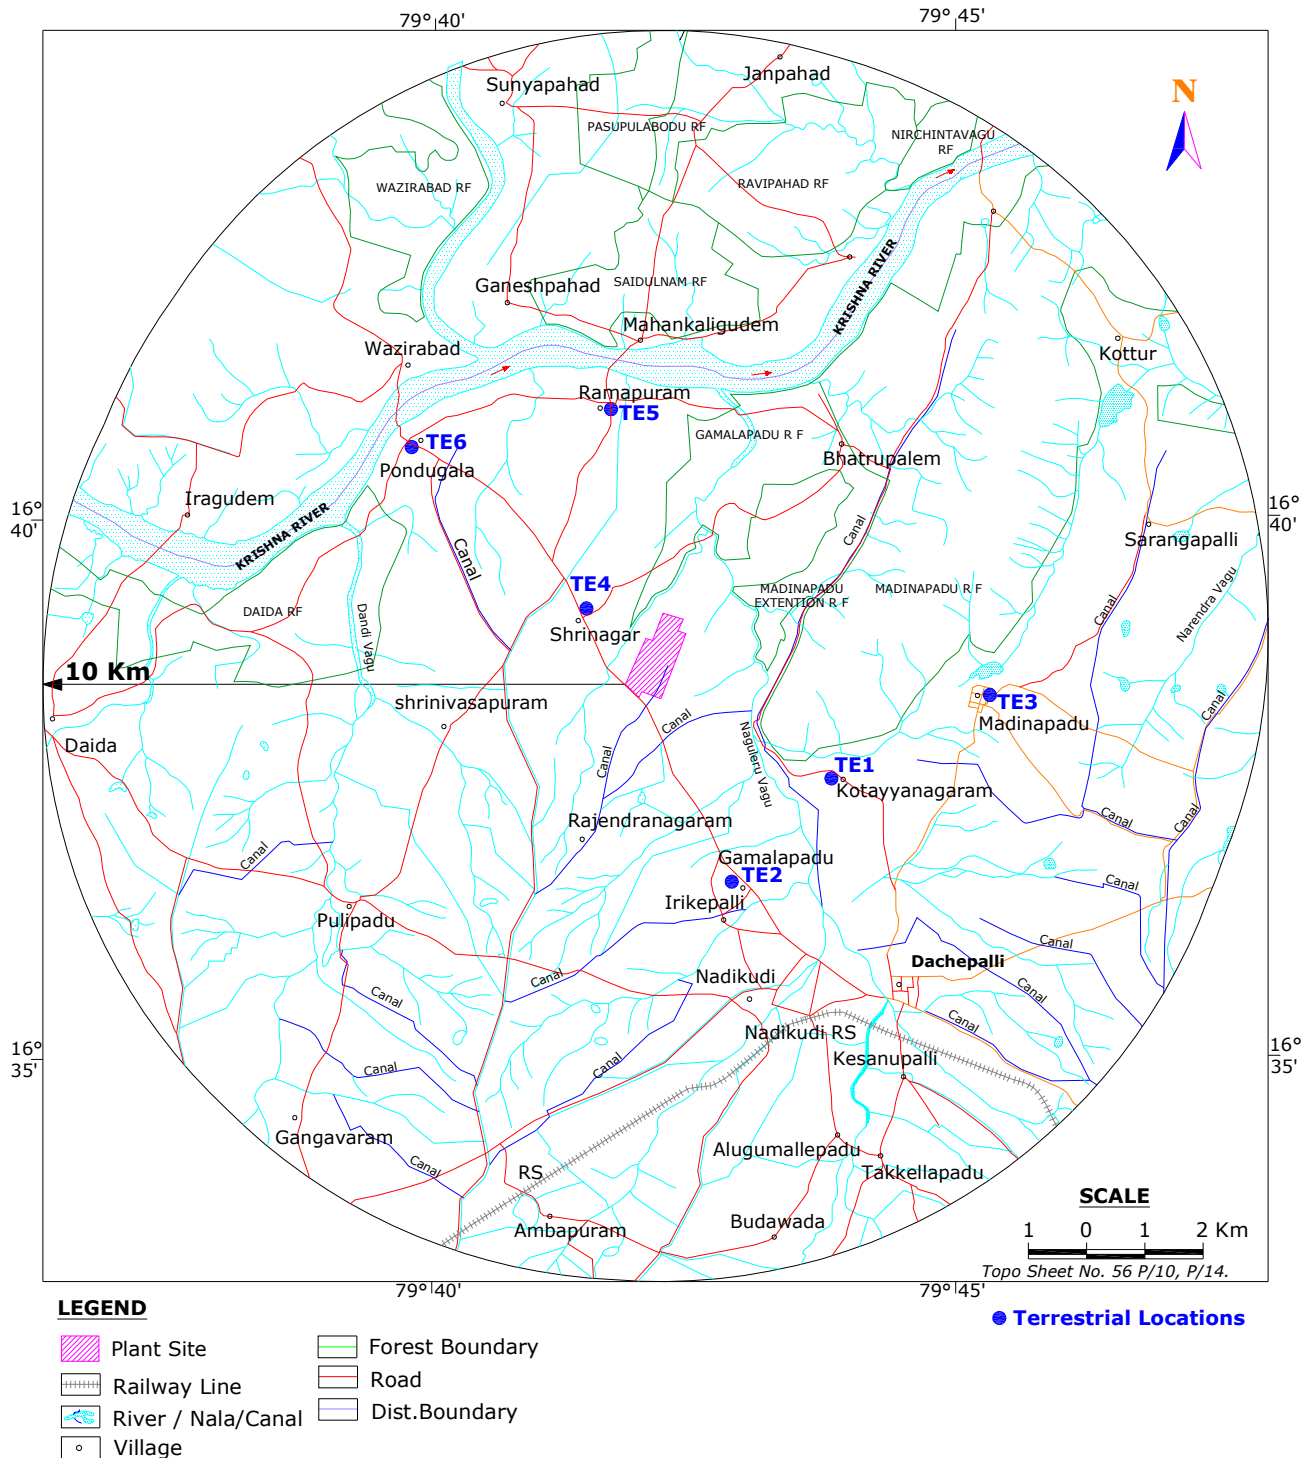 79° 40'
79° 45'
Sunyapahad
Janpahad
N
PASUPULABODU RF
NIRCHINTAVAGU
RF
WAZIRABAD RF
RAVIPAHAD RF
KRISHNA RIVER
Ganeshpahad
SAIDULNAM RF
Mahankaligudem
Wazirabad
Kottur
Ramapuram
TE5
GAMALAPADU R F
TE6
Pondugala
Bhatrupalem
Iragudem
16°
40'
16°
40'
KRISHNA RIVER
Canal
Canal
Sarangapalli
TE4
MADINAPADU
EXTENTION R F
MADINAPADU R F
Canal
Narendra Vagu
DAIDA RF
Dandi Vagu
Shrinagar
10 Km
shrinivasapuram
TE3
Madinapadu
Canal
Canal
Canal
Naguleru Vagu
Daida
TE1
Kotayyanagaram
Rajendranagaram
Canal
Canal
Canal
Gamalapadu
TE2
Irikepalli
Canal
Pulipadu
Canal
Dachepalli
Nadikudi
Canal
Canal
Canal
Canal
Nadikudi RS
Kesanupalli
16°
35'
16°
35'
Canal
Canal
Gangavaram
Alugumallepadu
Canal
RS
Takkellapadu
SCALE
Ambapuram
Budawada
1 0 1 2 Km
Topo Sheet No. 56 P/10, P/14.
79° 40'
79° 45'
LEGEND
Terrestrial Locations
Plant Site
Forest Boundary
Railway Line
Road
River / Nala/Canal
Dist.Boundary
Village